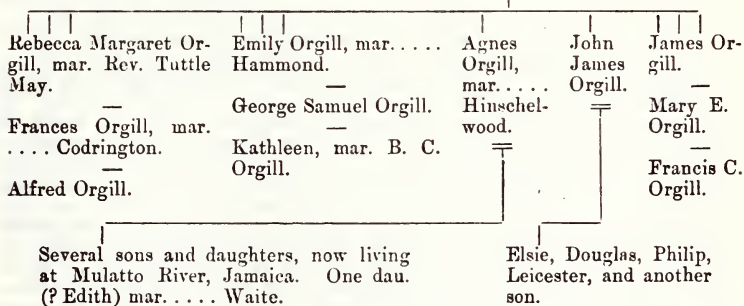 Rebecca Margaret Or-
gill, mar. Rev. Tuttle
May.
—
Frances Orgill, mar.
. . . . Codrington.
—
Alfred Orgill.
Emily Orgill, mar. . . . .
Hammond.
—
George Samuel Orgill.
—
Kathleen, mar. B. C.
Orgill.
Agnes
Orgill,
mar. . . . .
Hinschel-
wood.
John
James
Orgill.
James Or-
gill.
—
Mary E.
Orgill.
—
Francis C.
Orgill.
Several sons and daughters, now living
at Mulatto River, Jamaica. One dau.
(? Edith) mar. . . . . Waite.
Elsie, Douglas, Philip,
Leicester, and another
son.